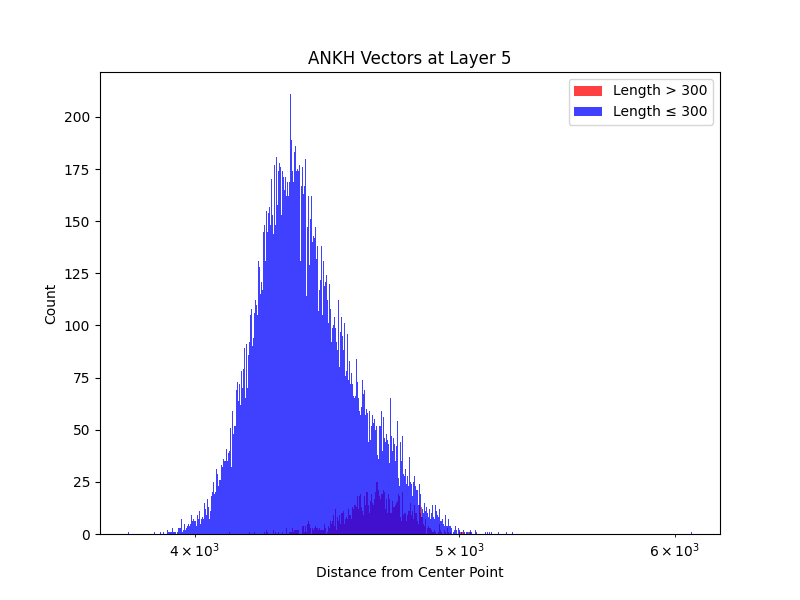 ANKH Vectors at Layer 5
Length > 300
Length ≤ 300
200
175
150
125
100
75
50
25
0
Count
4 × 10³
5 × 10³
6 × 10³
Distance from Center Point